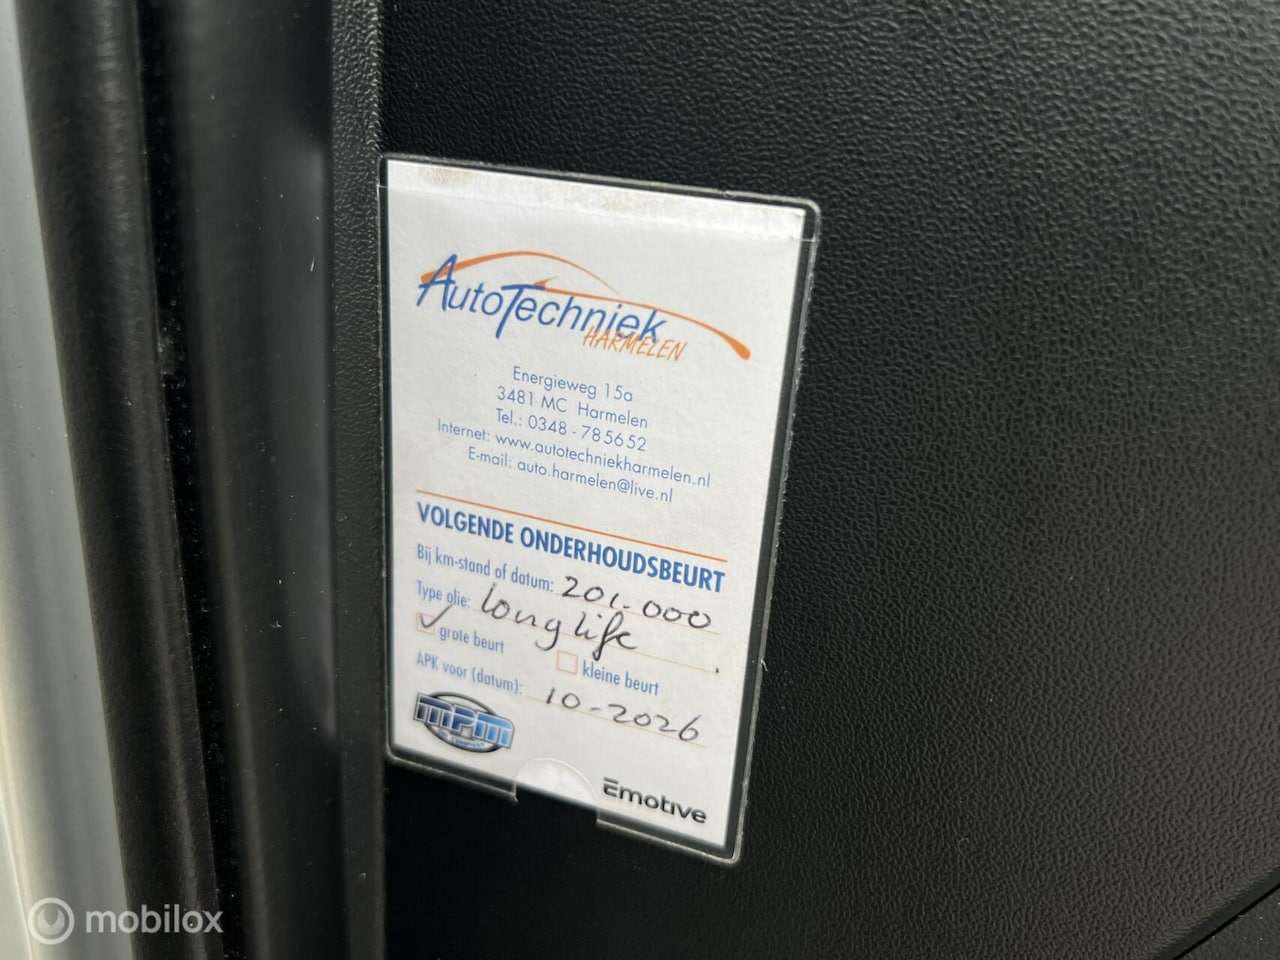 AutoTechniek
HARMELEN
Energieweg 15a
3481 MC Harmelen
Tel.: 0348 - 785652
Internet: www.autotechniekharmelen.nl
E-mail: auto.harmelen@live.nl
VOLGENDE ONDERHOUDSBEURT
Bij km-stand of datum: 201.000
Type olie: longlife
grote beurt
kleine beurt
APK voor (datum): 10-2026
MPM
Emotive
mobilox